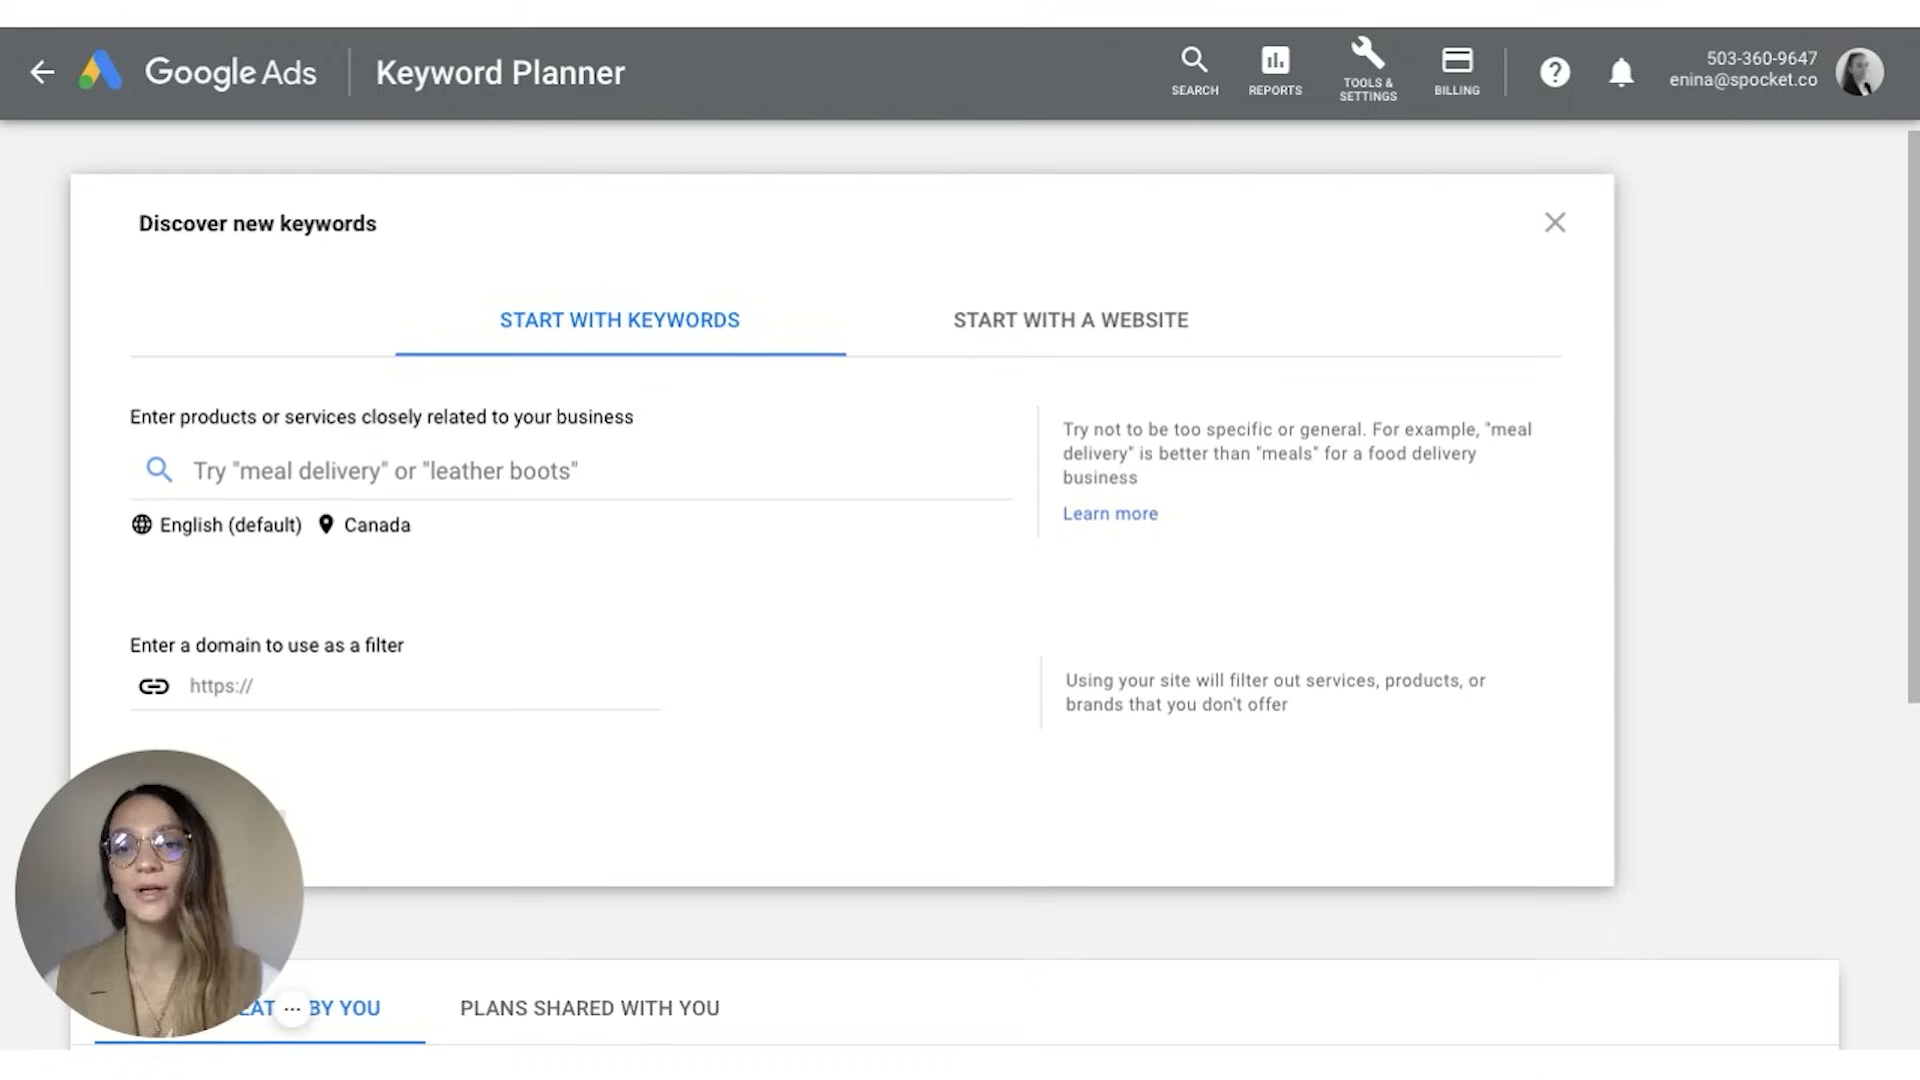 Google Ads
Keyword Planner
SEARCH
REPORTS
TOOLS &
SETTINGS
BILLING
503-360-9647
enina@spocket.co
Discover new keywords
START WITH KEYWORDS
START WITH A WEBSITE
Enter products or services closely related to your business
Try "meal delivery" or "leather boots"
English (default)
Canada
Try not to be too specific or general. For example, "meal
delivery" is better than "meals" for a food delivery
business
Learn more
Enter a domain to use as a filter
https://
Using your site will filter out services, products, or
brands that you don't offer
BY YOU
PLANS SHARED WITH YOU